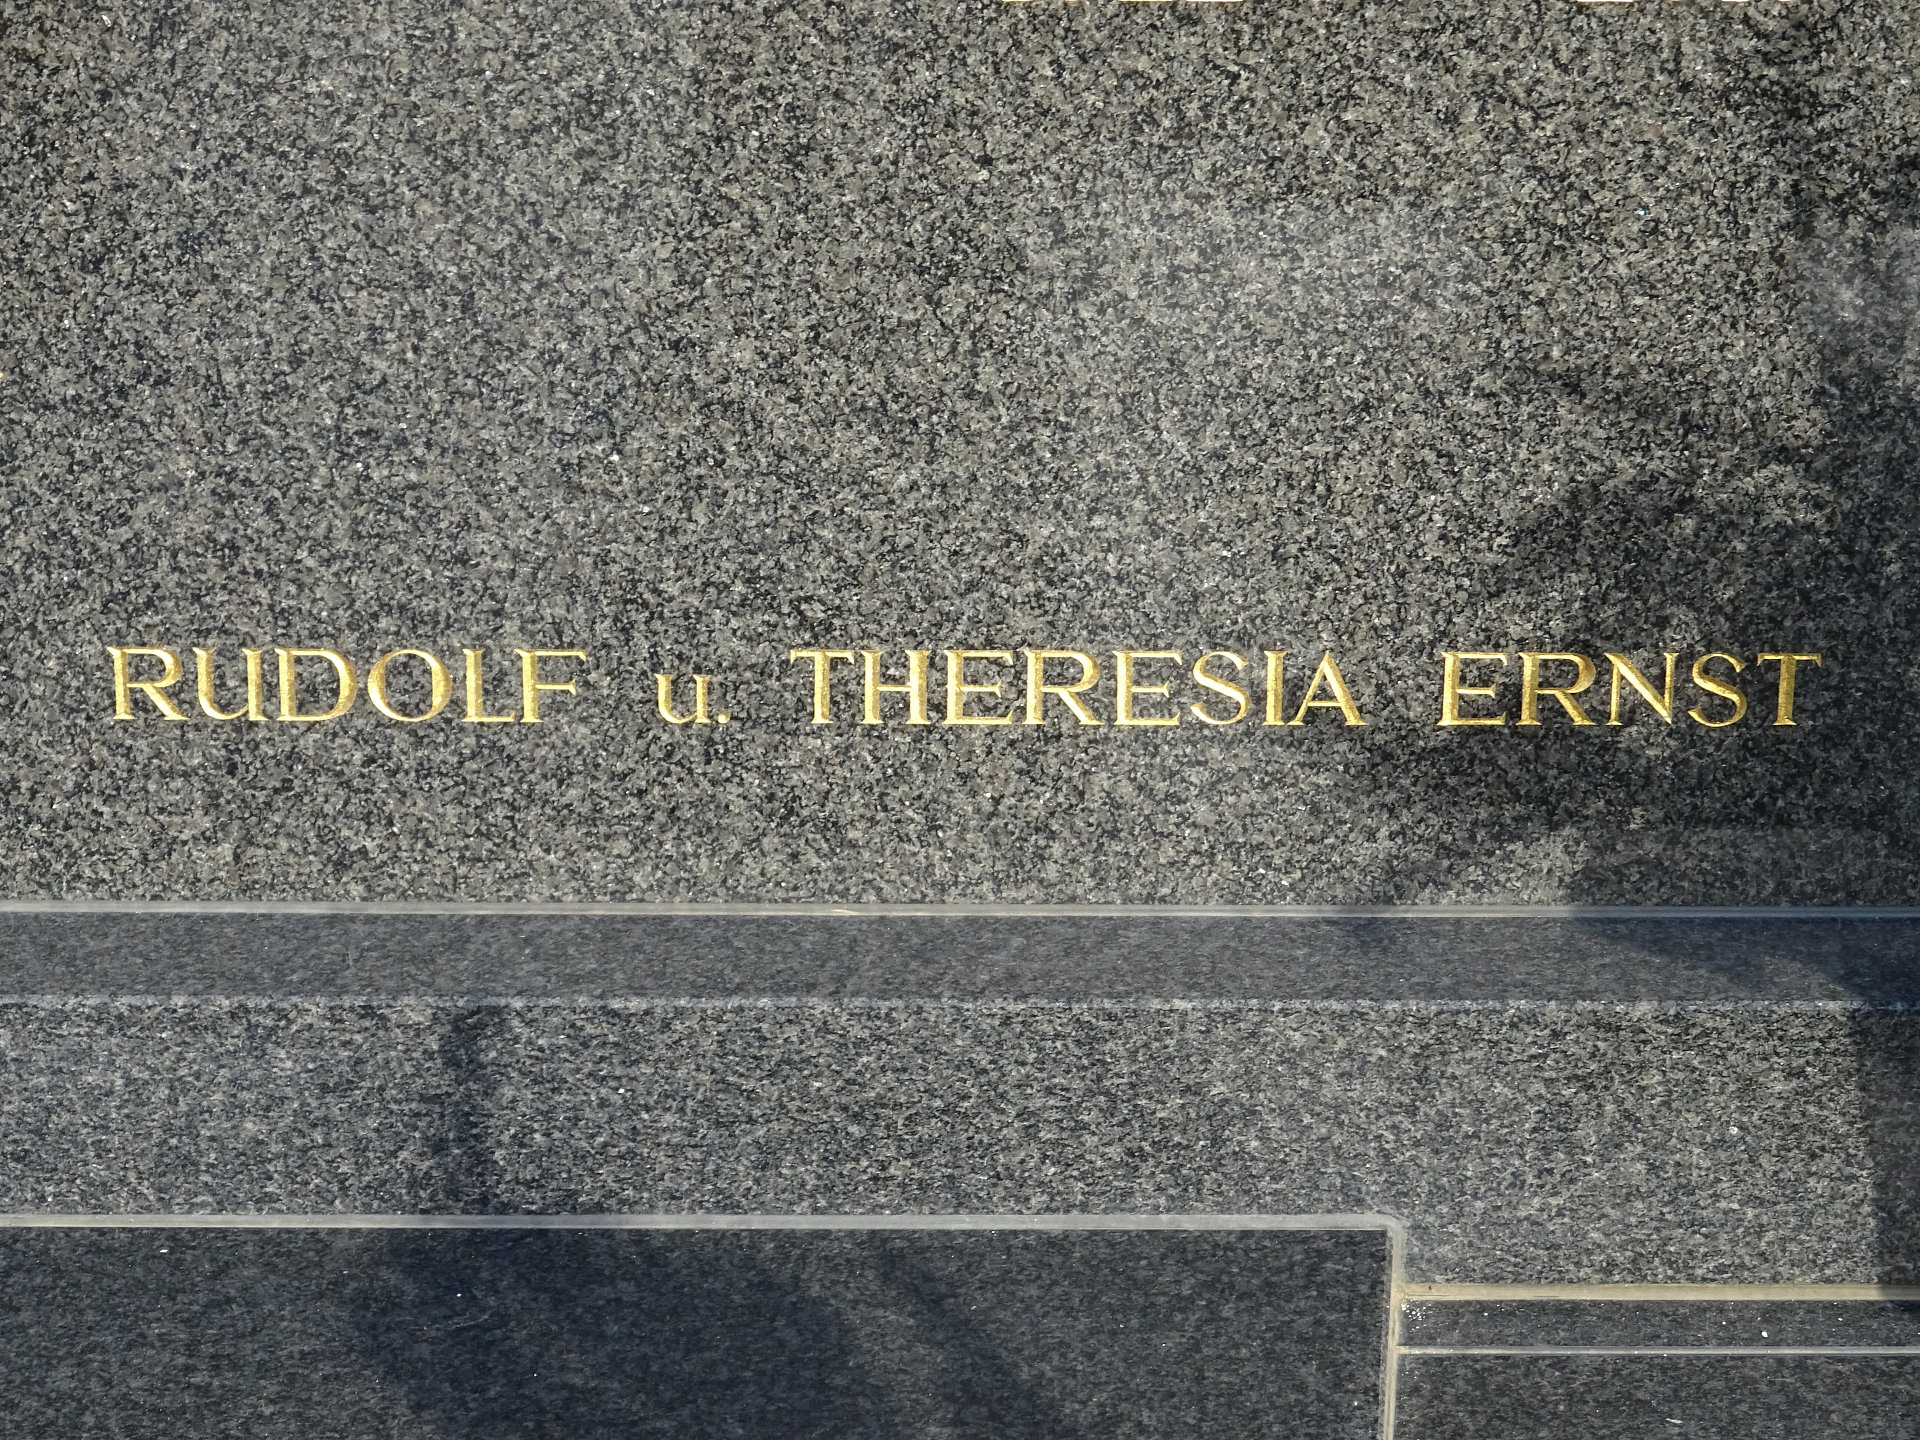 RUDOLF u. THERESIA ERNST